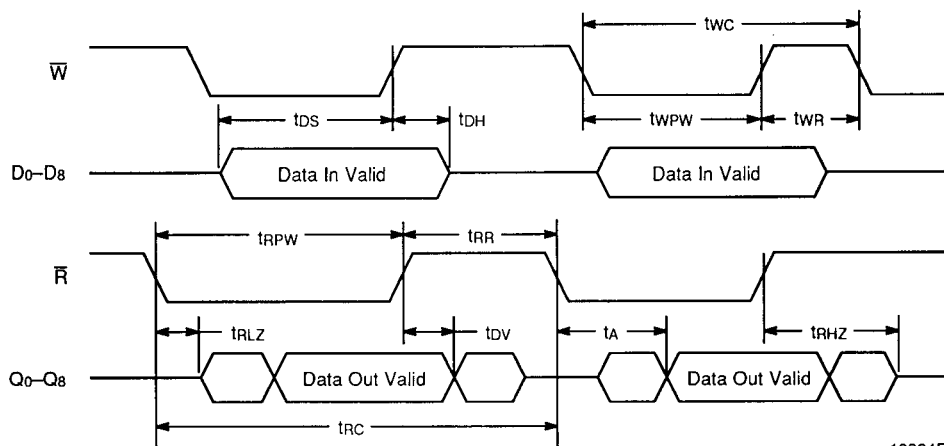 tWC
W̅
tDS
tDH
tWPW
tWR
D0–D8
Data In Valid
Data In Valid
tRPW
tRR
R̅
tRLZ
tDV
tA
tRHZ
Q0–Q8
Data Out Valid
Data Out Valid
tRC